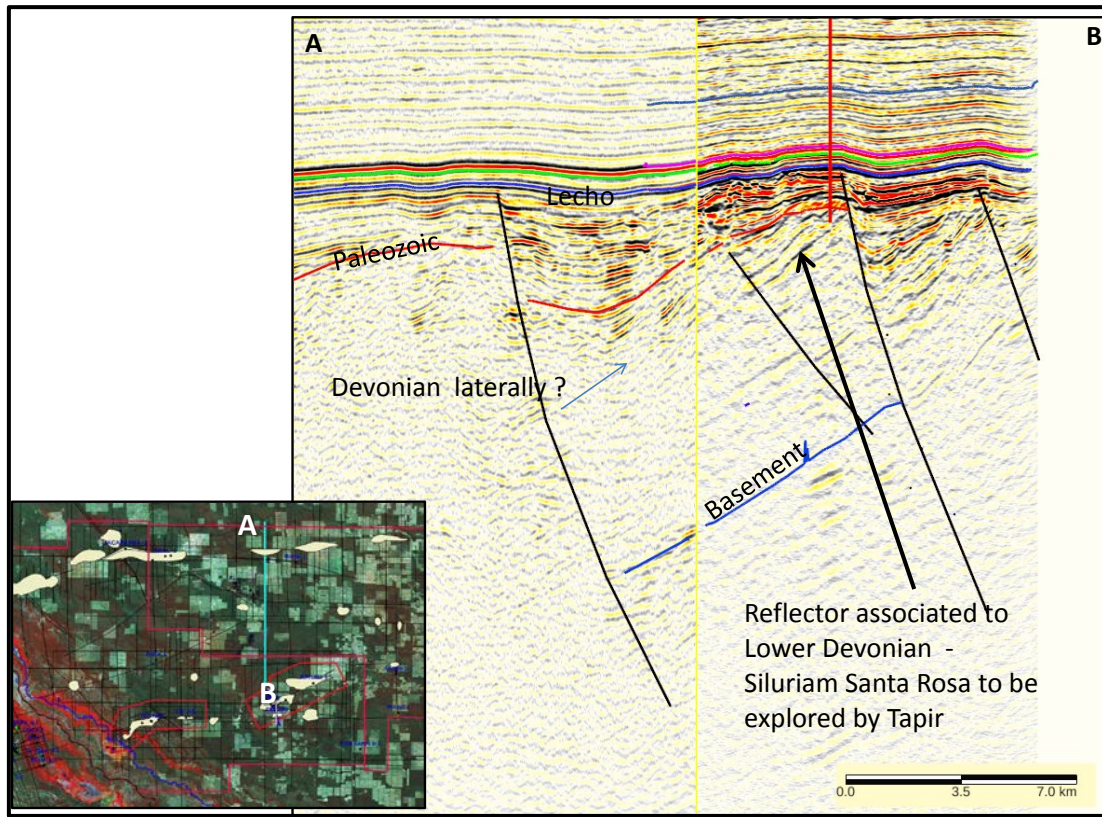 A
B
Lecho
Paleozoic
Devonian laterally ?
Basement
Reflector associated to
Lower Devonian -
Siluriam Santa Rosa to be
explored by Tapir
0.0 3.5 7.0 km
A
B